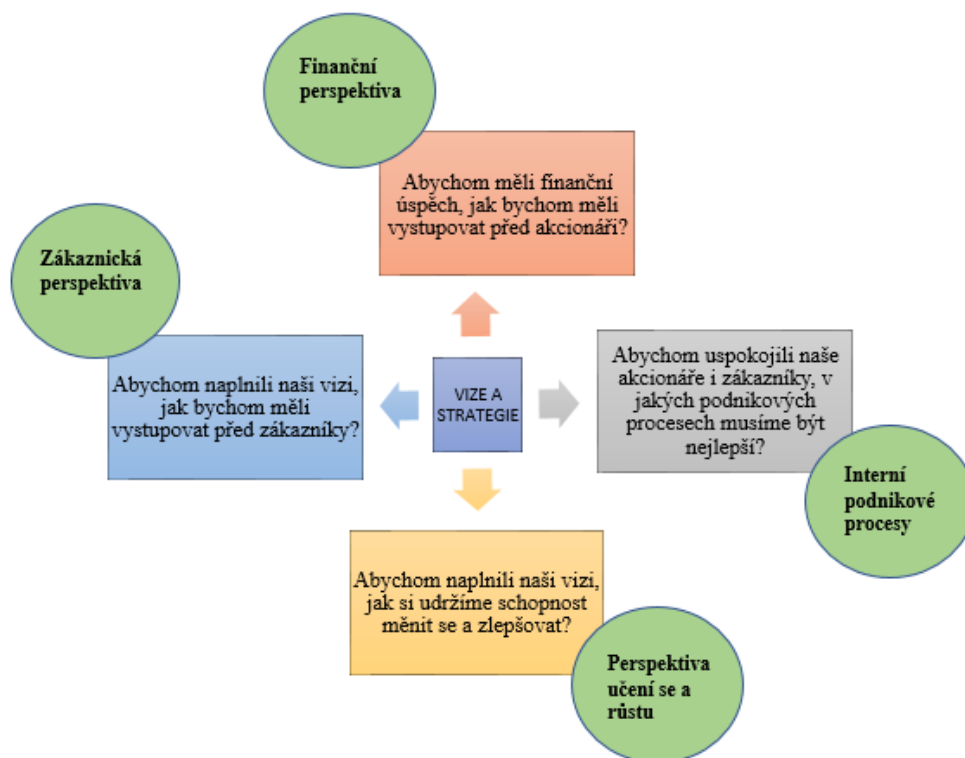 Finanční
perspektiva
Abychom měli finanční
úspěch, jak bychom měli
vystupovat před akcionáři?
Zákaznická
perspektiva
Abychom naplnili naši vizi,
jak bychom měli
vystupovat před zákazníky?
VIZE A
STRATEGIE
Abychom uspokojili naše
akcionáře i zákazníky, v
jakých podnikových
procesech musíme být
nejlepší?
Interní
podnikové
procesy
Abychom naplnili naši vizi,
jak si udržíme schopnost
měnit se a zlepšovat?
Perspektiva
učení se a
růstu